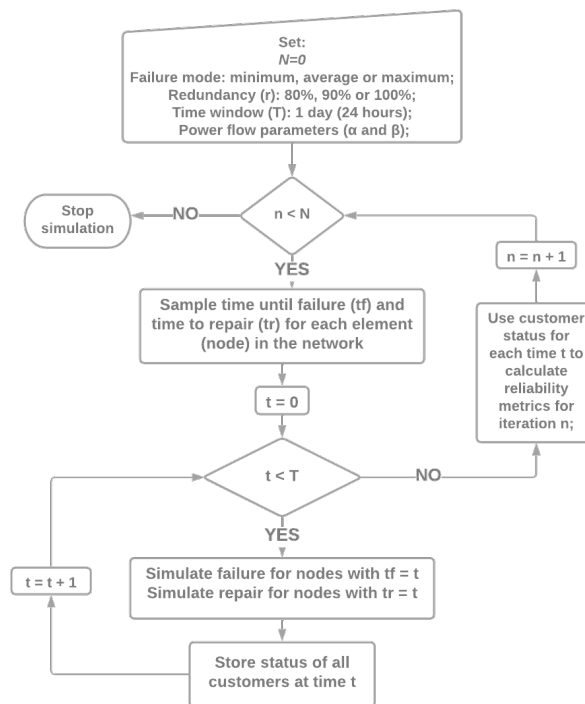 Set:
N=0
Failure mode: minimum, average or maximum;
Redundancy (r): 80%, 90% or 100%;
Time window (T): 1 day (24 hours);
Power flow parameters (α and β);
n < N
NO
Stop
simulation
YES
n = n + 1
Sample time until failure (tf) and
time to repair (tr) for each element
(node) in the network
Use customer
status for
each time t to
calculate
reliability
metrics for
iteration n;
t = 0
t < T
NO
YES
t = t + 1
Simulate failure for nodes with tf = t
Simulate repair for nodes with tr = t
Store status of all
customers at time t